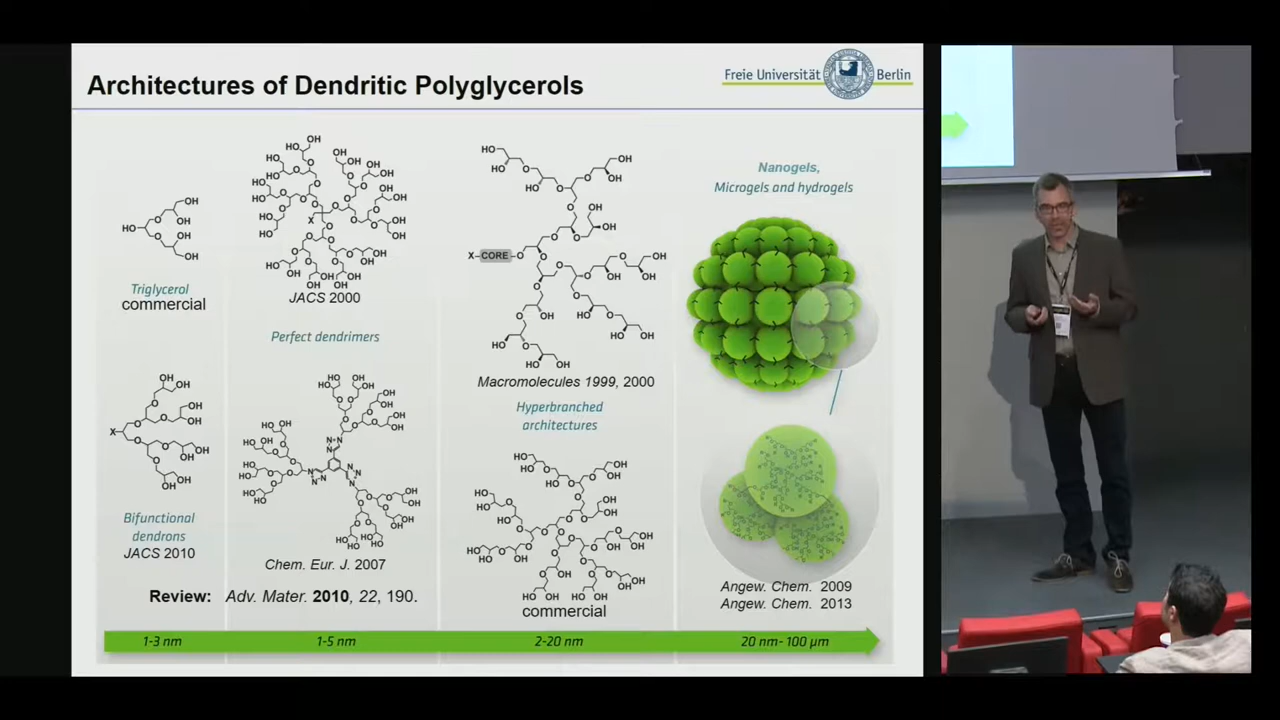 Architectures of Dendritic Polyglycerols
Freie Universität Berlin
Triglycerol
commercial
Bifunctional
dendrons
JACS 2010
JACS 2000
Perfect dendrimers
Chem. Eur. J. 2007
Review: Adv. Mater. 2010, 22, 190.
X-CORE
Macromolecules 1999, 2000
Hyperbranched
architectures
commercial
Nanogels,
Microgels and hydrogels
Angew. Chem. 2009
Angew. Chem. 2013
1-3 nm
1-5 nm
2-20 nm
20 nm- 100 µm